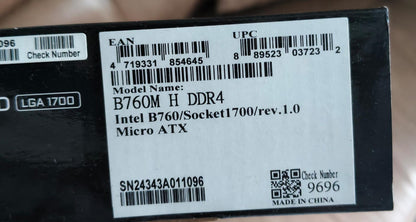 096
Check Number
LGA 1700
EAN
UPC
4 719331 854645
8 89523 03723 2
Model Name:
B760M H DDR4
Intel B760/Socket1700/rev.1.0
Micro ATX
SN24343A011096
Check Number
9696
MADE IN CHINA